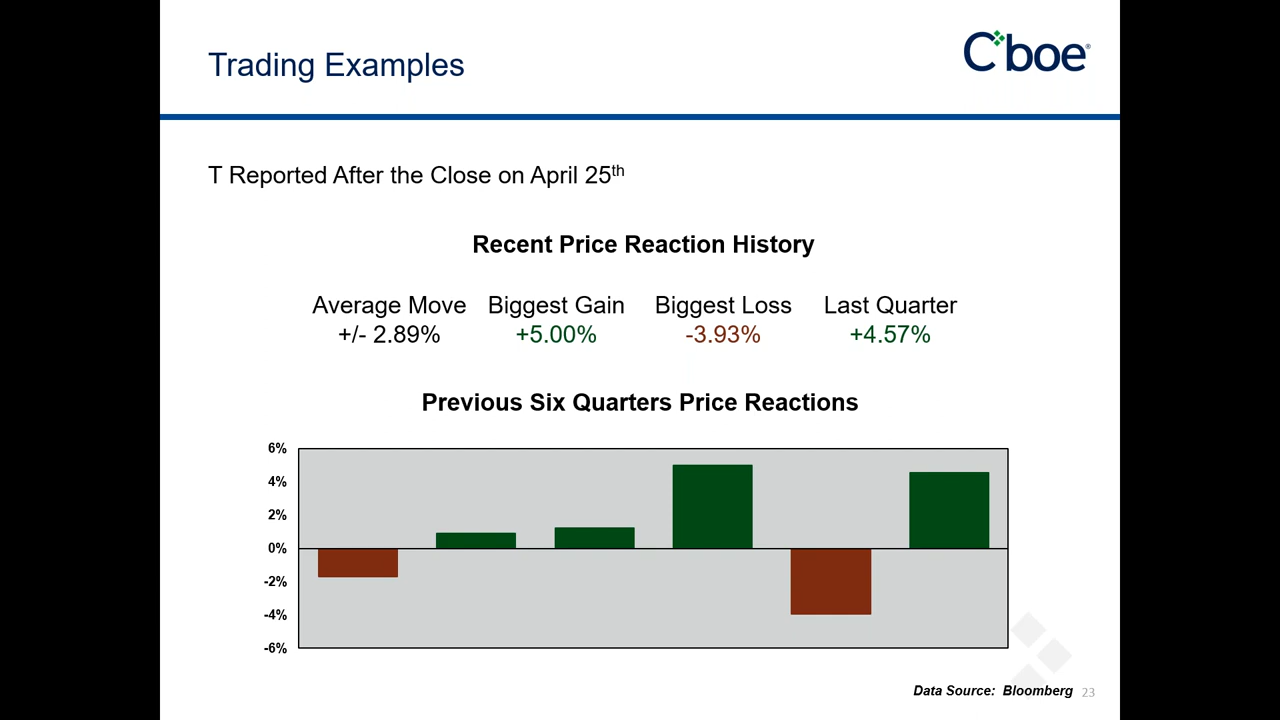 Trading Examples
Cboe®
T Reported After the Close on April 25th
Recent Price Reaction History
Average Move Biggest Gain Biggest Loss Last Quarter
+/- 2.89% +5.00% -3.93% +4.57%
Previous Six Quarters Price Reactions
6%
4%
2%
0%
-2%
-4%
-6%
Data Source: Bloomberg 23